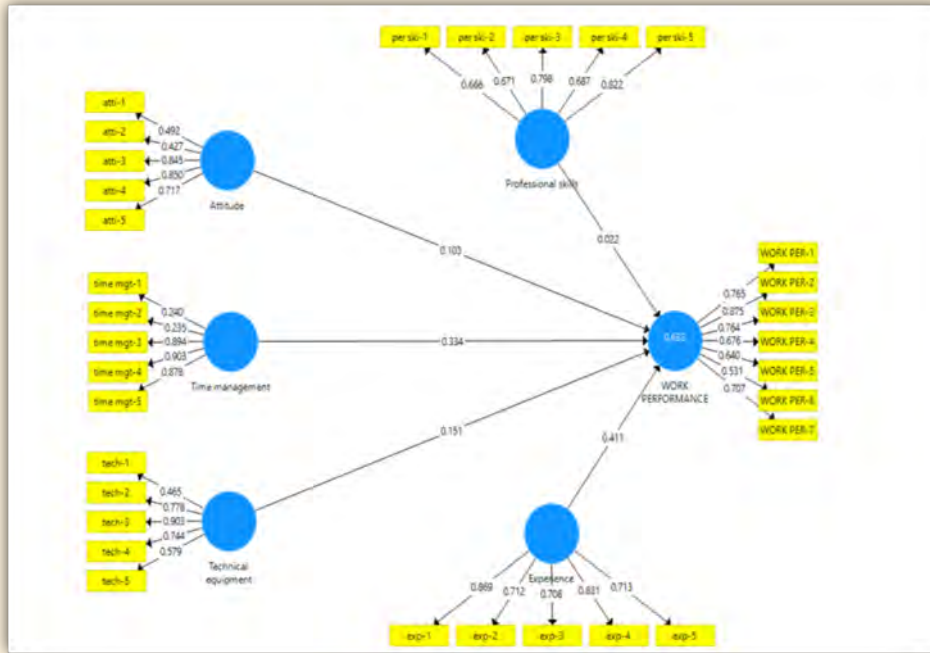 per ski-1
per ski-2
per ski-3
per ski-4
per ski-5
0.666
0.671
0.798
0.687
0.822
Professional skills
0.022
atti-1
atti-2
atti-3
atti-4
atti-5
0.492
0.427
0.845
0.850
0.717
Attitude
0.103
time mgt-1
time mgt-2
time mgt-3
time mgt-4
time mgt-5
0.240
0.235
0.894
0.903
0.878
Time management
0.334
tech-1
tech-2
tech-3
tech-4
tech-5
0.465
0.778
0.903
0.744
0.579
Technical
equipment
0.151
WORK PER-1
WORK PER-2
WORK PER-3
WORK PER-4
WORK PER-5
WORK PER-6
WORK PER-7
0.765
0.875
0.764
0.676
0.640
0.531
0.707
WORK
PERFORMANCE
0.411
Experience
0.869
0.712
0.708
0.831
0.713
exp-1
exp-2
exp-3
exp-4
exp-5